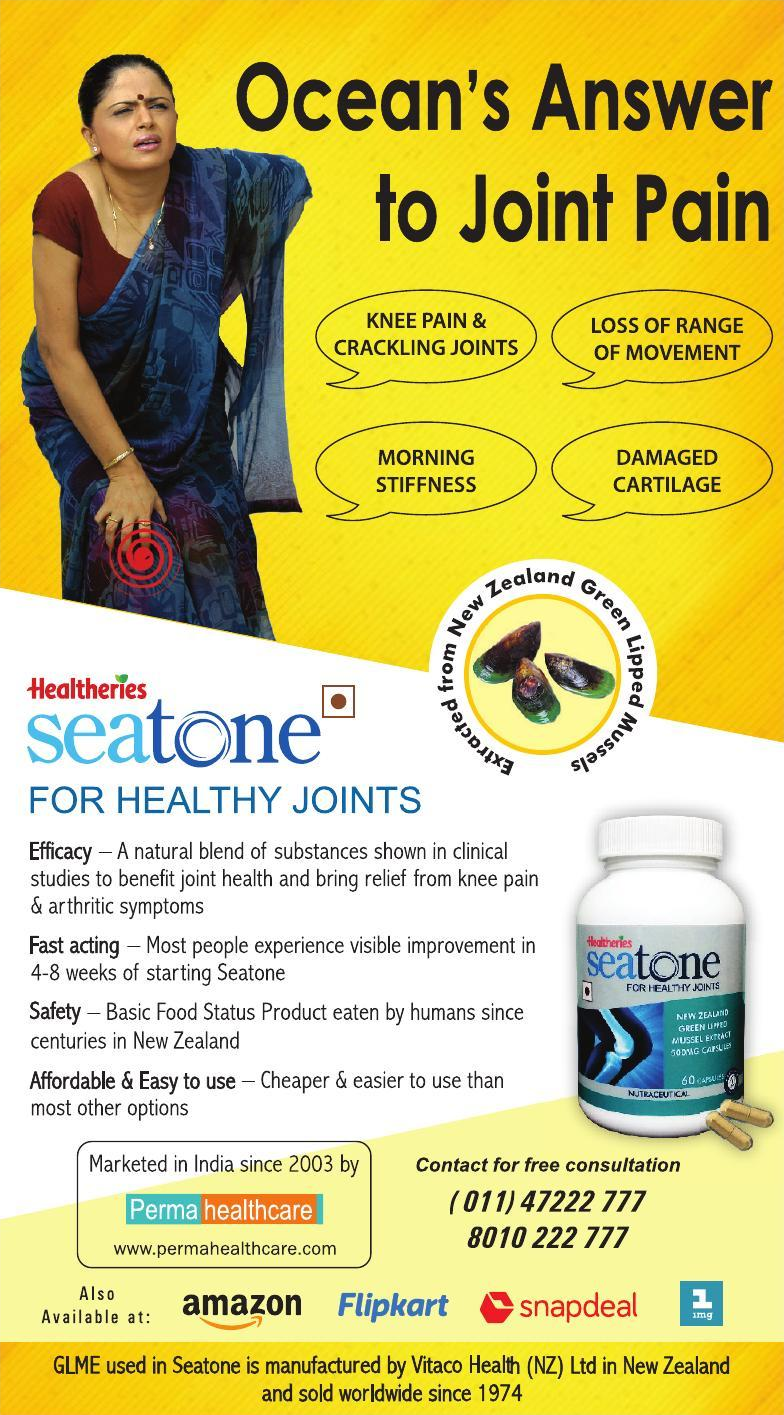 Ocean's Answer
to Joint Pain
KNEE PAIN &
CRACKLING JOINTS
LOSS OF RANGE
OF MOVEMENT
MORNING
STIFFNESS
DAMAGED
CARTILAGE
Extracted from New Zealand Green Lipped Mussels
Healtheries
seatone
FOR HEALTHY JOINTS
Efficacy – A natural blend of substances shown in clinical
studies to benefit joint health and bring relief from knee pain
& arthritic symptoms
Fast acting – Most people experience visible improvement in
4-8 weeks of starting Seatone
Safety – Basic Food Status Product eaten by humans since
centuries in New Zealand
Affordable & Easy to use – Cheaper & easier to use than
most other options
Healtheries
seatone
FOR HEALTHY JOINTS
NEW ZEALAND
GREEN LIPPED
MUSSEL EXTRACT
500MG CAPSULES
60 CAPSULES
NUTRACEUTICAL
Marketed in India since 2003 by
Perma healthcare
www.permahealthcare.com
Contact for free consultation
(011) 47222 777
8010 222 777
Also
Available at:
amazon
Flipkart
snapdeal
1
img
GLME used in Seatone is manufactured by Vitaco Health (NZ) Ltd in New Zealand
and sold worldwide since 1974